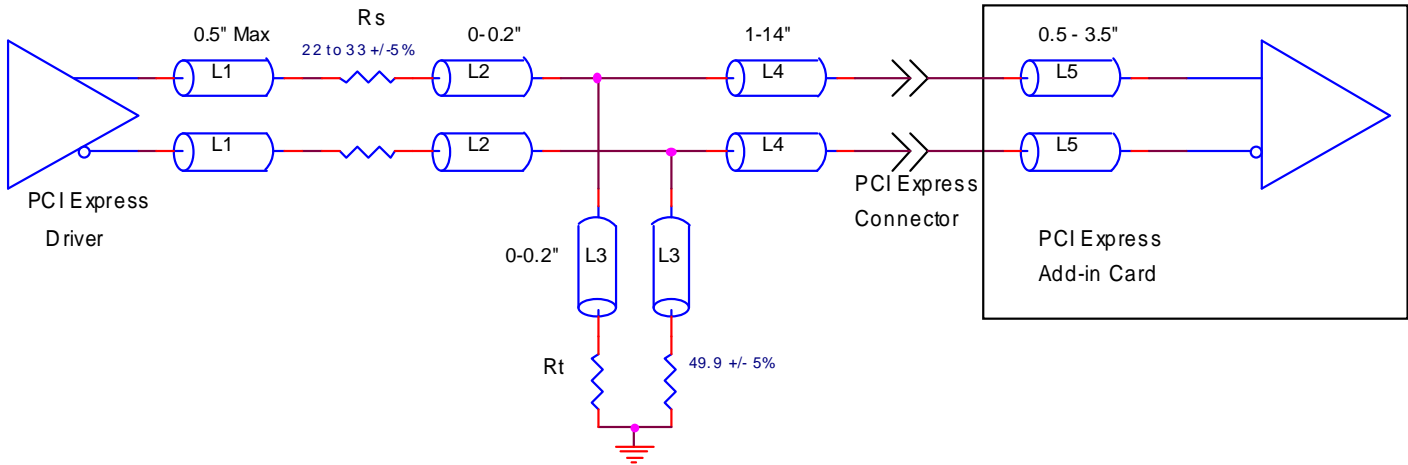 Rs
0.5" Max
22 to 33 +/-5%
0-0.2"
1-14"
0.5 - 3.5"
L1
L2
L4
L5
L1
L2
L4
L5
PCI Express
Driver
PCI Express
Connector
PCI Express
Add-in Card
0-0.2"
L3
L3
Rt
49.9 +/- 5%